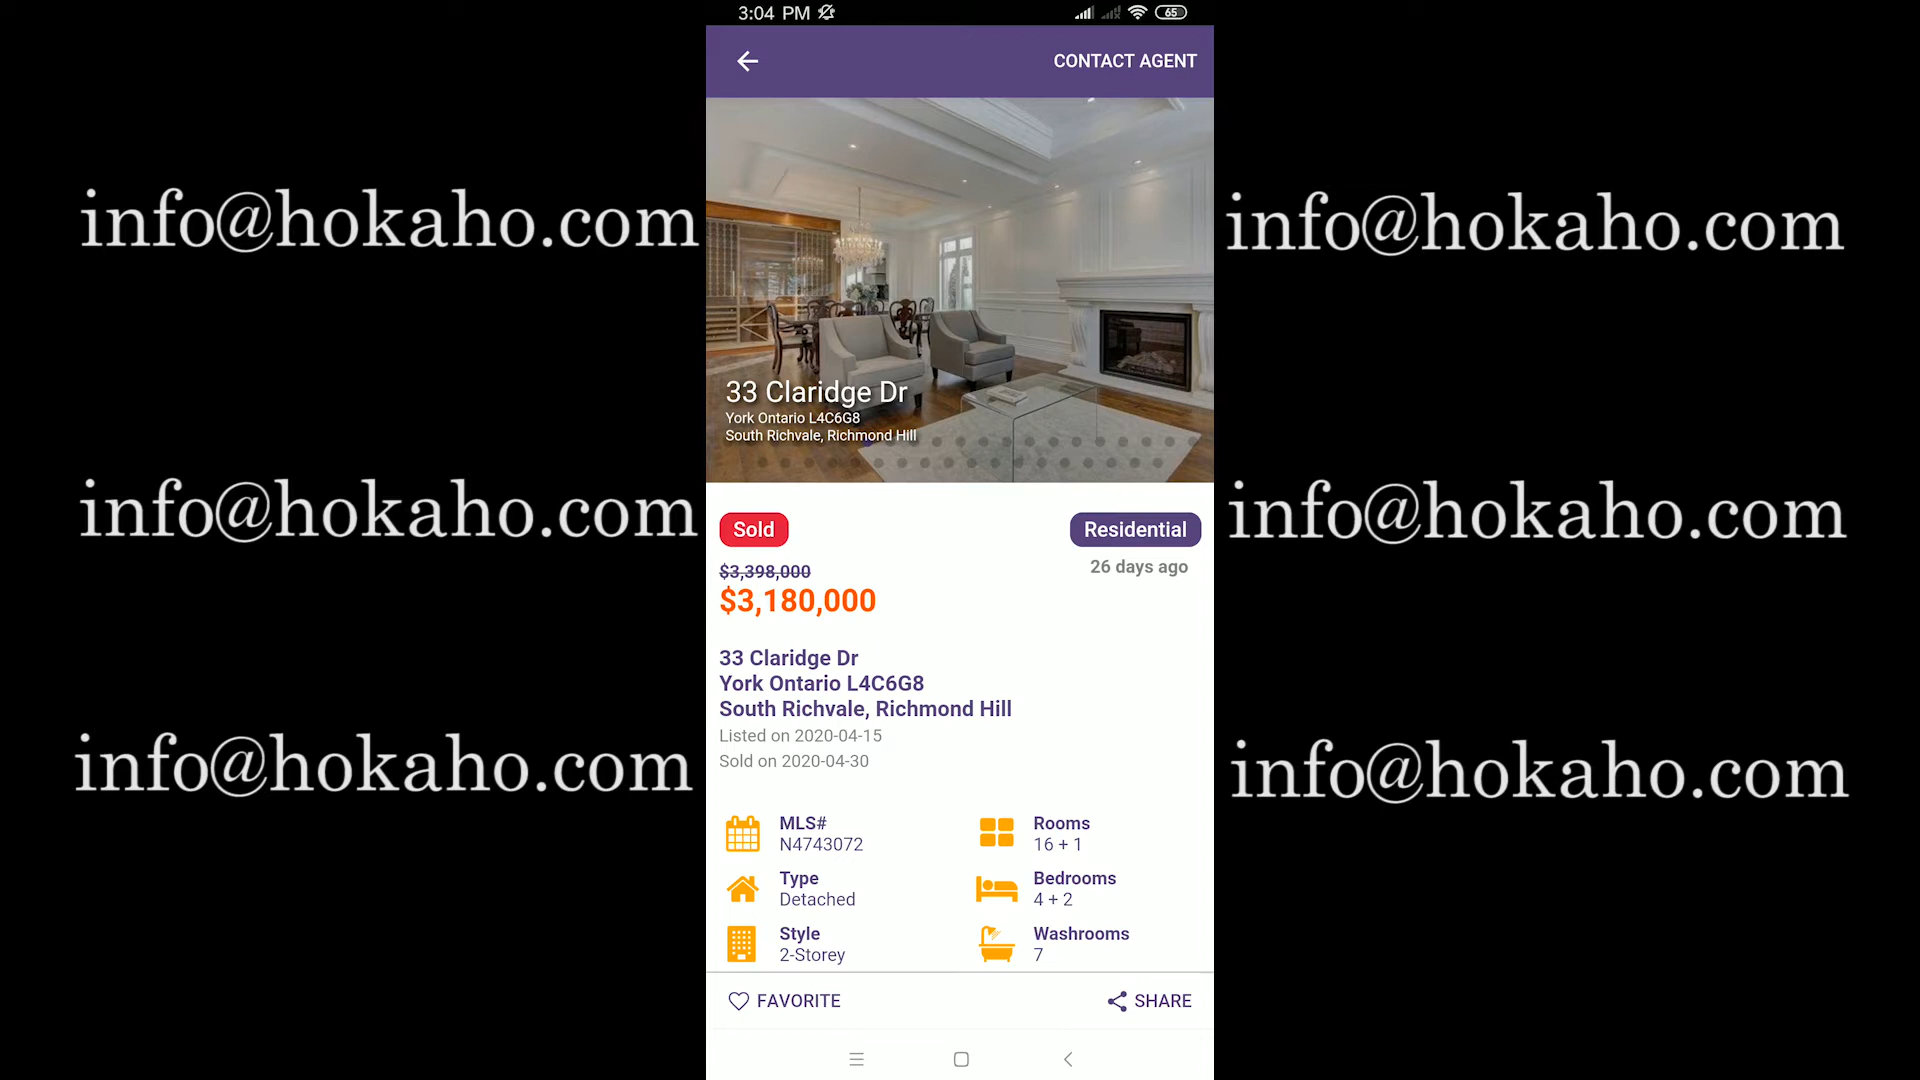 3:04 PM
65
CONTACT AGENT
info@hokaho.com
info@hokaho.com
33 Claridge Dr
York Ontario L4C6G8
South Richvale, Richmond Hill
info@hokaho.com
info@hokaho.com
Sold
Residential
$3,398,000
26 days ago
$3,180,000
33 Claridge Dr
York Ontario L4C6G8
South Richvale, Richmond Hill
Listed on 2020-04-15
Sold on 2020-04-30
info@hokaho.com
info@hokaho.com
MLS#
N4743072
Rooms
16 + 1
Type
Detached
Bedrooms
4 + 2
Style
2-Storey
Washrooms
7
FAVORITE
SHARE